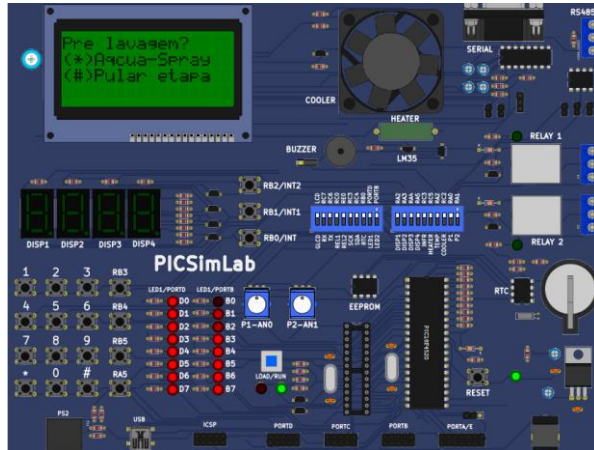 Pre lavagem?
(*)Aqcua-Spray
(#)Pular etapa
COOLER
SERIAL
RS485
HEATER
BUZZER
LM35
RELAY 1
RELAY 2
RB2/INT2
RB1/INT1
RB0/INT
DISP1 DISP2 DISP3 DISP4
PICSimLab
1 2 3 RB3
4 5 6 RB4
7 8 9 RB5
* 0 # RA5
LED1/PORTD LED1/PORTB
D0 B0
D1 B1
D2 B2
D3 B3
D4 B4
D5 B5
D6 B6
D7 B7
P1-AN0
P2-AN1
EEPROM
RTC
LOAD/RUN
RESET
PS2
USB
ICSP
PORTD
PORTC
PORTB
PORTA/E